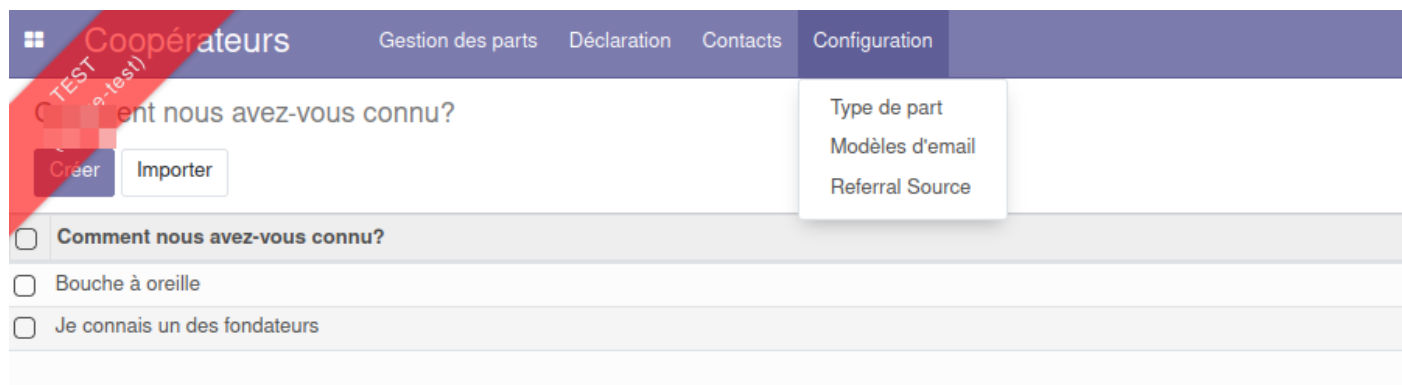 Coopérateurs Gestion des parts Déclaration Contacts Configuration
TEST
e-test)
ent nous avez-vous connu?
Type de part
Modèles d'email
Referral Source
Créer Importer
Comment nous avez-vous connu?
Bouche à oreille
Je connais un des fondateurs